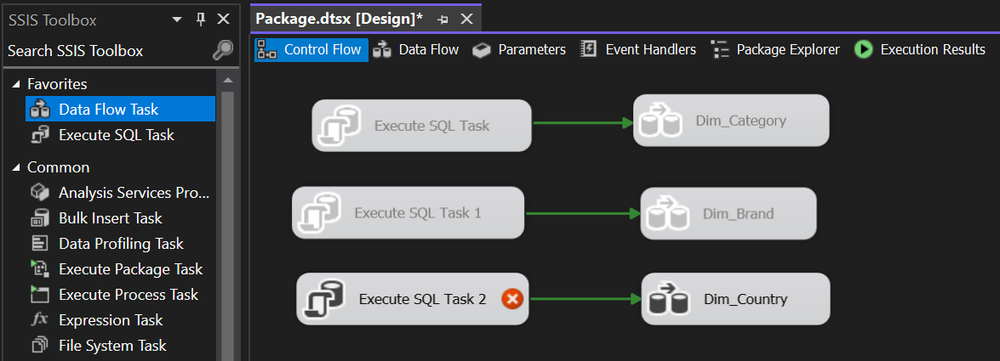 SSIS Toolbox
Search SSIS Toolbox
Favorites
Data Flow Task
Execute SQL Task
Common
Analysis Services Pro...
Bulk Insert Task
Data Profiling Task
Execute Package Task
Execute Process Task
fx Expression Task
File System Task
Package.dtsx [Design]*
Control Flow Data Flow Parameters Event Handlers Package Explorer Execution Results
Execute SQL Task Dim_Category
Execute SQL Task 1 Dim_Brand
Execute SQL Task 2 Dim_Country